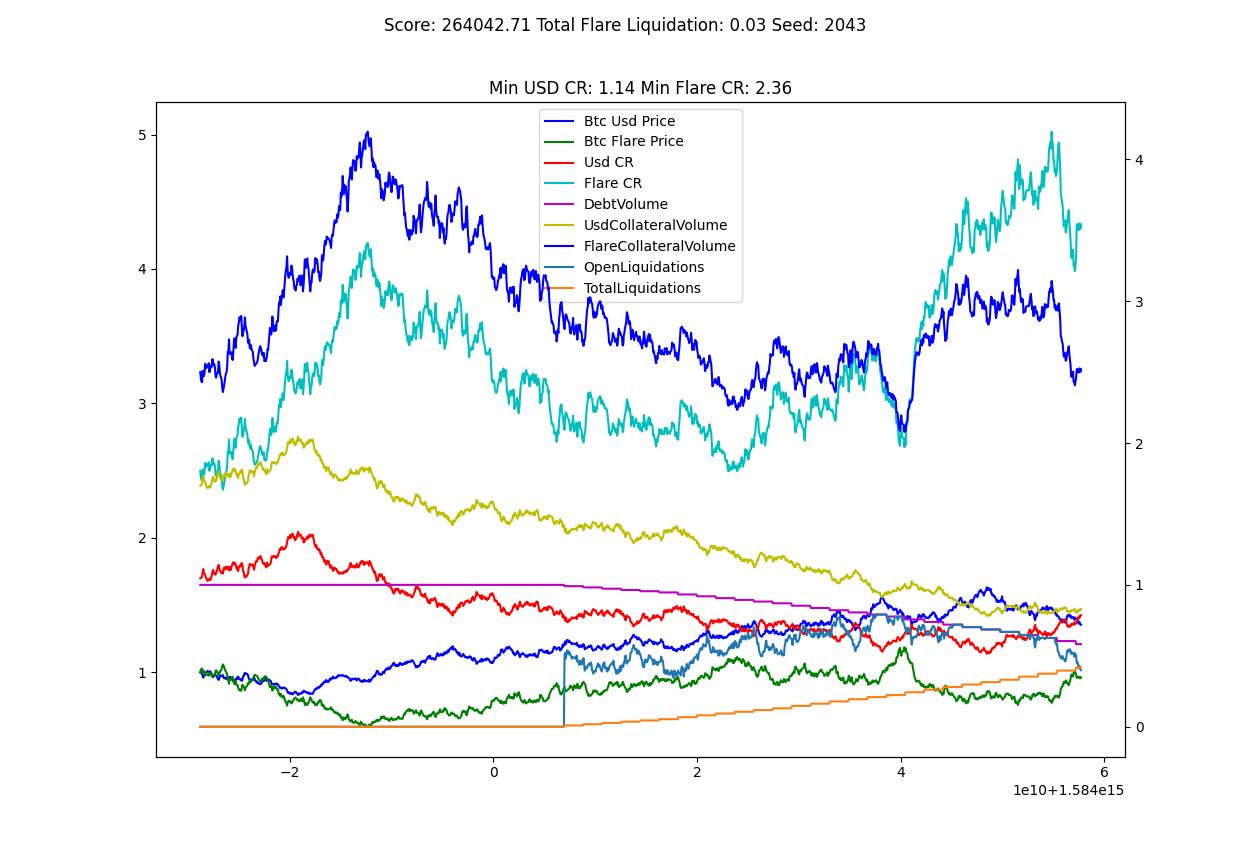 Score: 264042.71 Total Flare Liquidation: 0.03 Seed: 2043
Min USD CR: 1.14 Min Flare CR: 2.36
Btc Usd Price
Btc Flare Price
Usd CR
Flare CR
DebtVolume
UsdCollateralVolume
FlareCollateralVolume
OpenLiquidations
TotalLiquidations
5
4
3
2
1
4
3
2
1
0
−2
0
2
4
6
1e10+1.584e15